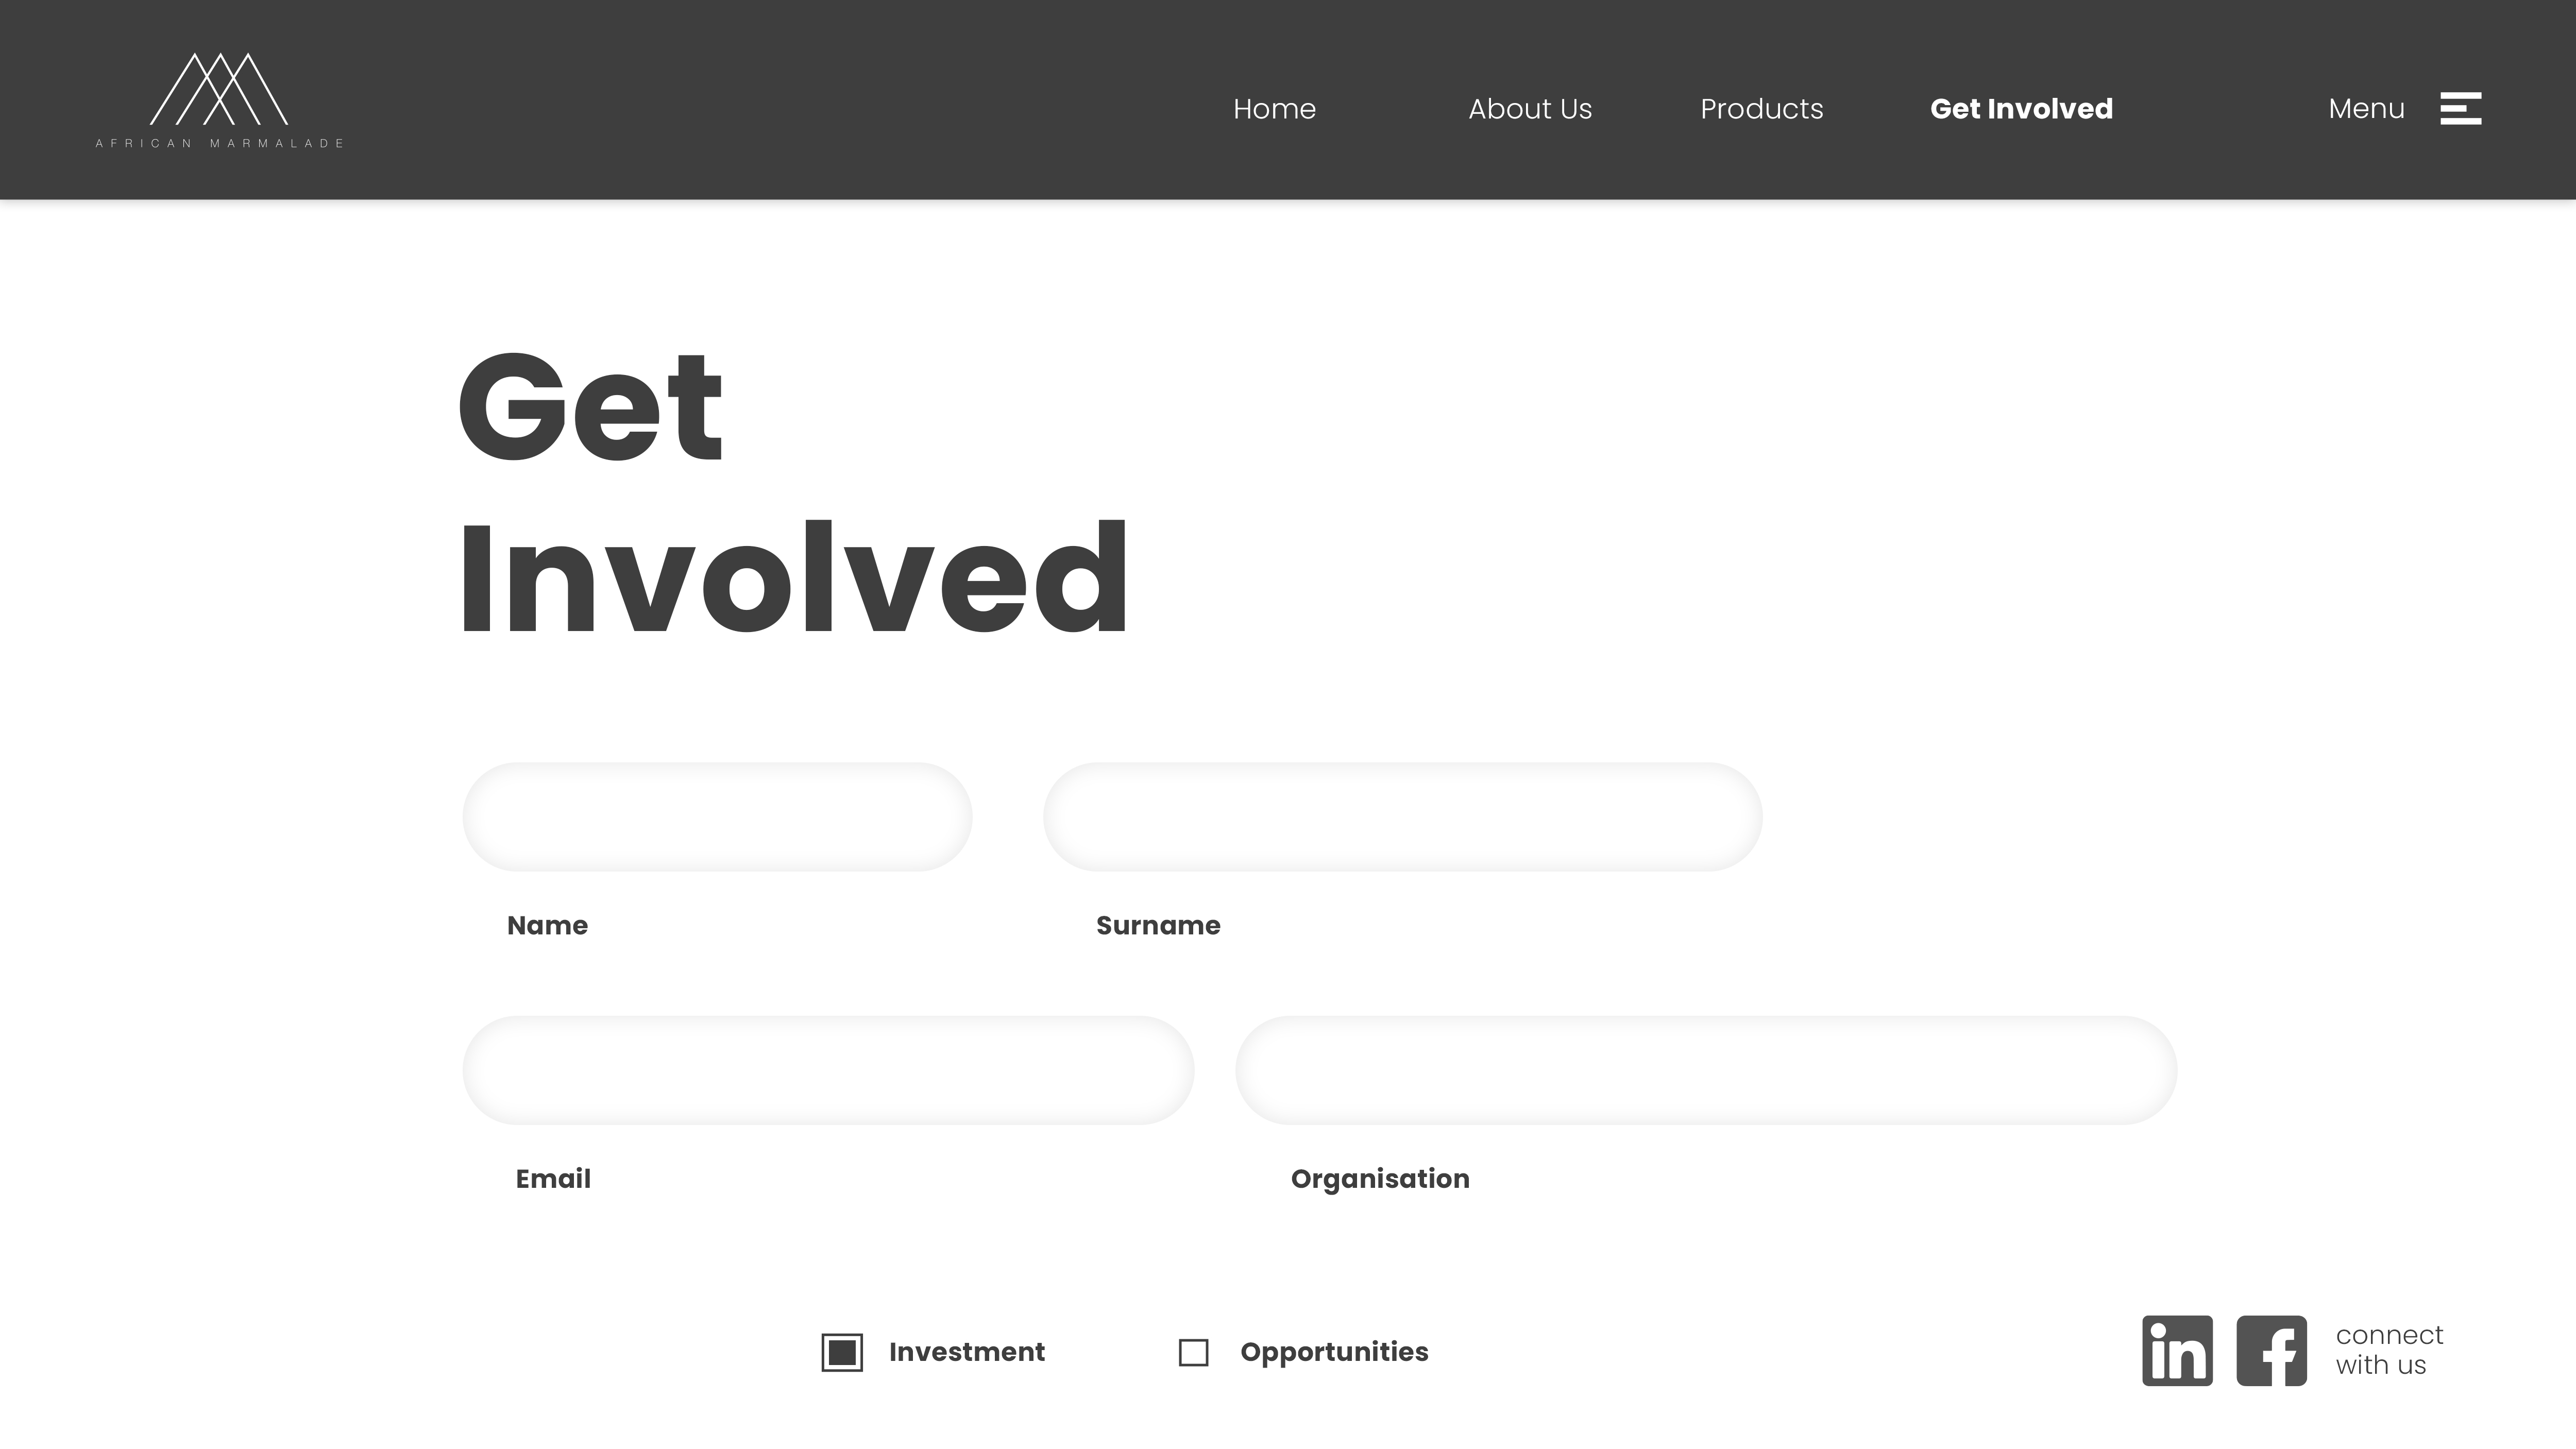 AFRICAN MARMALADE
Home About Us Products Get Involved Menu
Get
Involved
Name Surname
Email Organisation
Investment Opportunities
in f connect
with us